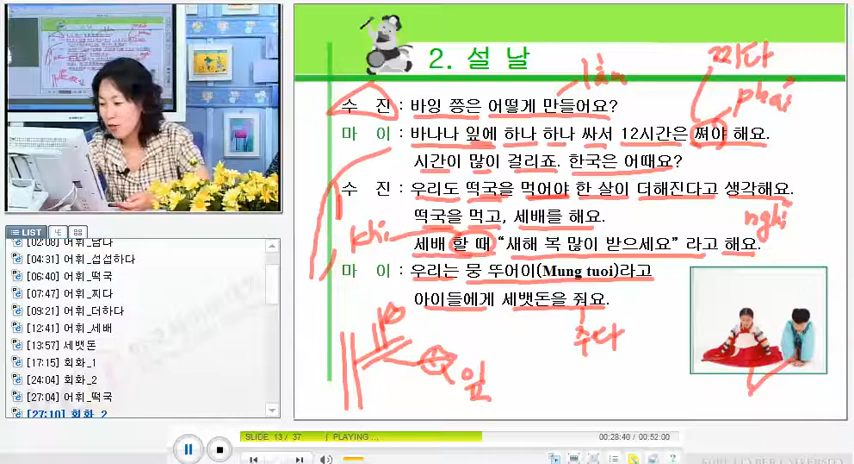 2. 설 날
수 진 : 바잉 쯩은 어떻게 만들어요?
lần
찌다
phải
마 이 : 바나나 잎에 하나 하나 싸서 12시간은 쪄야 해요.
시간이 많이 걸리죠. 한국은 어때요?
수 진 : 우리도 떡국을 먹어야 한 살이 더해진다고 생각해요.
nghĩ
떡국을 먹고, 세배를 해요.
khi
세배 할 때 “새해 복 많이 받으세요” 라고 해요.
마 이 : 우리는 뭉 뚜어이(Mung tuoi)라고
아이들에게 세뱃돈을 줘요.
주다
잎
LIST
[02:08] 어휘_넘다
[04:31] 어휘_섭섭하다
[06:40] 어휘_떡국
[07:47] 어휘_찌다
[09:21] 어휘_더하다
[12:41] 어휘_세배
[13:57] 세뱃돈
[17:15] 회화_1
[24:04] 회화_2
[27:04] 어휘_떡국
[27:10] 회화_2
SLIDE 13 / 37 | PLAYING ...
00:28:40 / 00:52:00